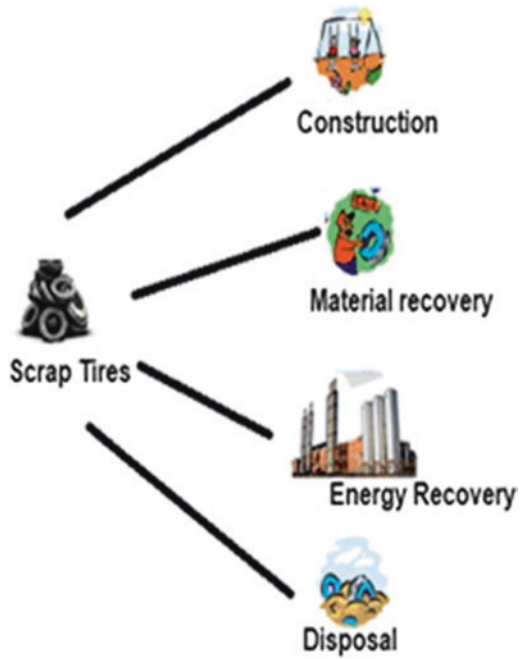 Construction
Material recovery
Scrap Tires
Energy Recovery
Disposal